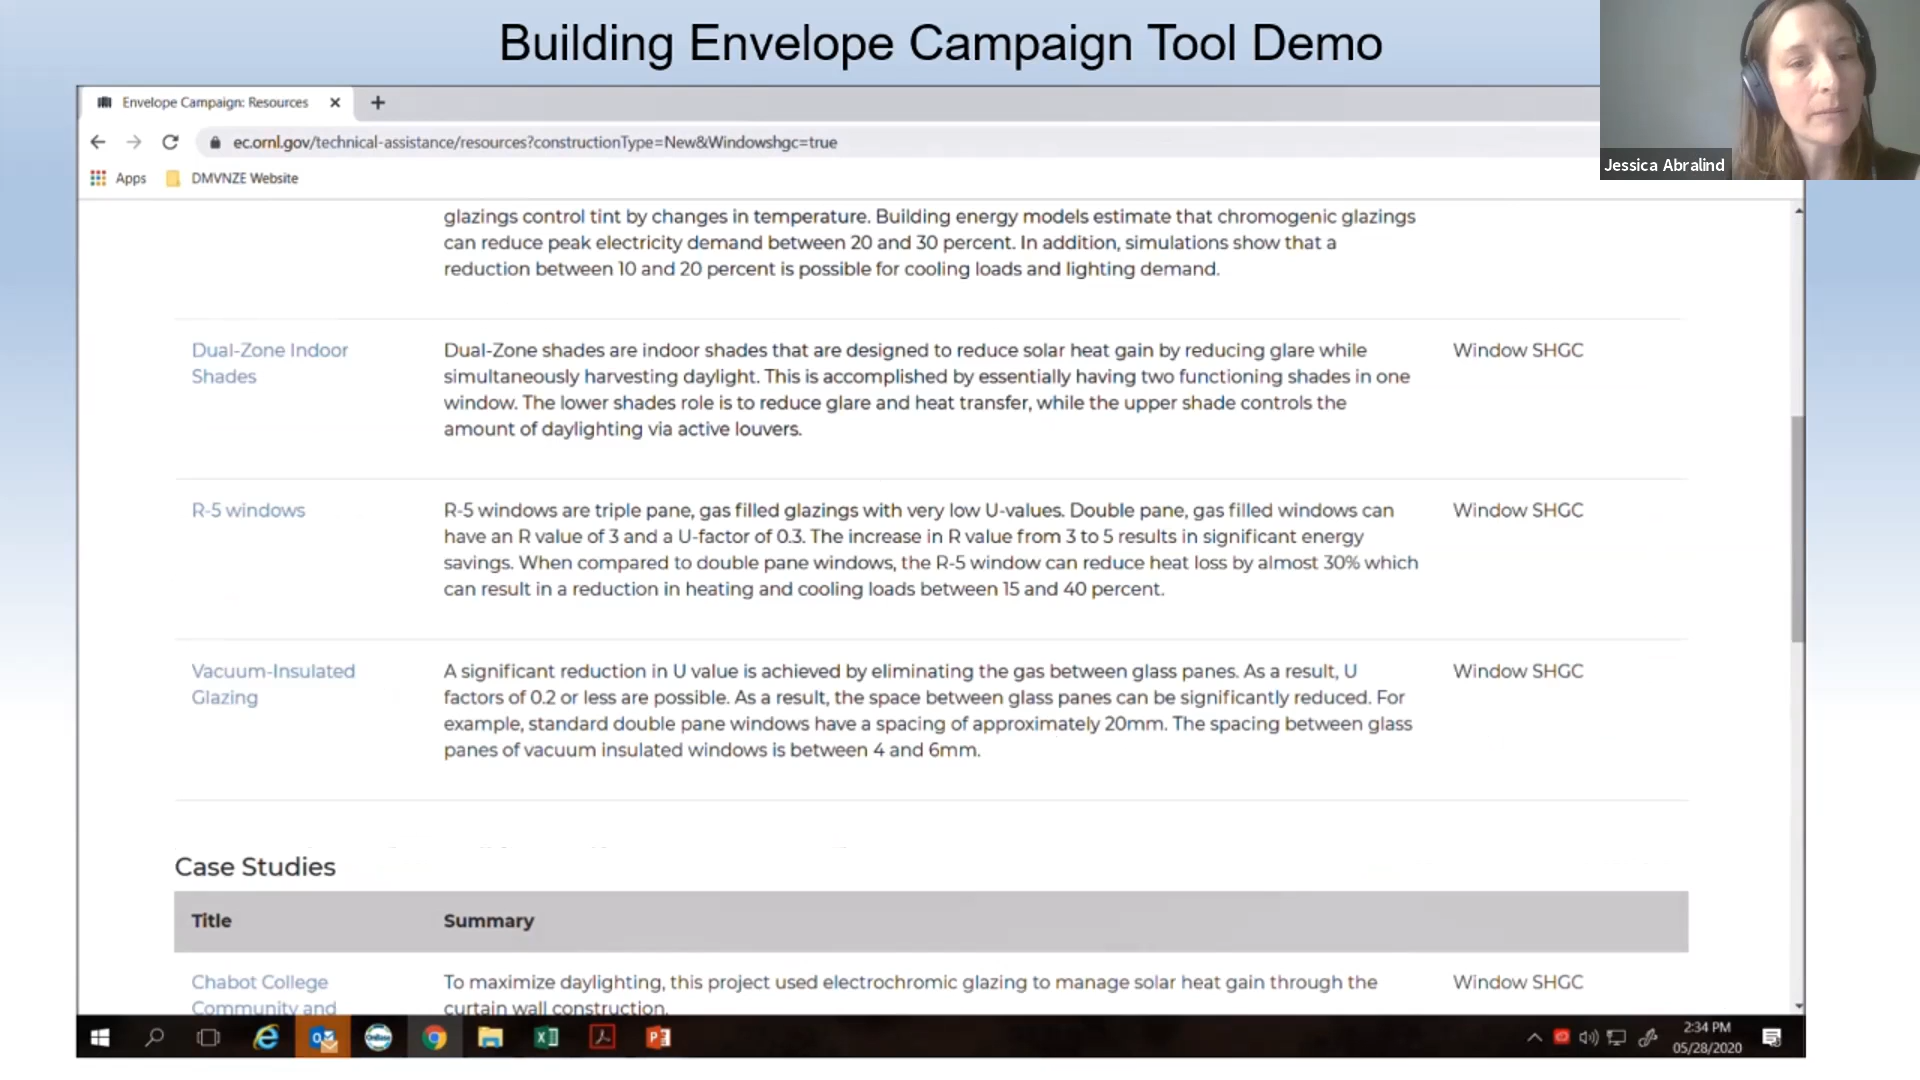 Building Envelope Campaign Tool Demo
Jessica Abralind
Envelope Campaign: Resources
ec.ornl.gov/technical-assistance/resources?constructionType=New&Windowshgc=true
Apps
DMVNZE Website
glazings control tint by changes in temperature. Building energy models estimate that chromogenic glazings
can reduce peak electricity demand between 20 and 30 percent. In addition, simulations show that a
reduction between 10 and 20 percent is possible for cooling loads and lighting demand.
Dual-Zone Indoor
Shades
Dual-Zone shades are indoor shades that are designed to reduce solar heat gain by reducing glare while
simultaneously harvesting daylight. This is accomplished by essentially having two functioning shades in one
window. The lower shades role is to reduce glare and heat transfer, while the upper shade controls the
amount of daylighting via active louvers.
Window SHGC
R-5 windows
R-5 windows are triple pane, gas filled glazings with very low U-values. Double pane, gas filled windows can
have an R value of 3 and a U-factor of 0.3. The increase in R value from 3 to 5 results in significant energy
savings. When compared to double pane windows, the R-5 window can reduce heat loss by almost 30% which
can result in a reduction in heating and cooling loads between 15 and 40 percent.
Window SHGC
Vacuum-Insulated
Glazing
A significant reduction in U value is achieved by eliminating the gas between glass panes. As a result, U
factors of 0.2 or less are possible. As a result, the space between glass panes can be significantly reduced. For
example, standard double pane windows have a spacing of approximately 20mm. The spacing between glass
panes of vacuum insulated windows is between 4 and 6mm.
Window SHGC
Case Studies
Title
Summary
Chabot College
Community and
To maximize daylighting, this project used electrochromic glazing to manage solar heat gain through the
curtain wall construction.
Window SHGC
2:34 PM
05/28/2020